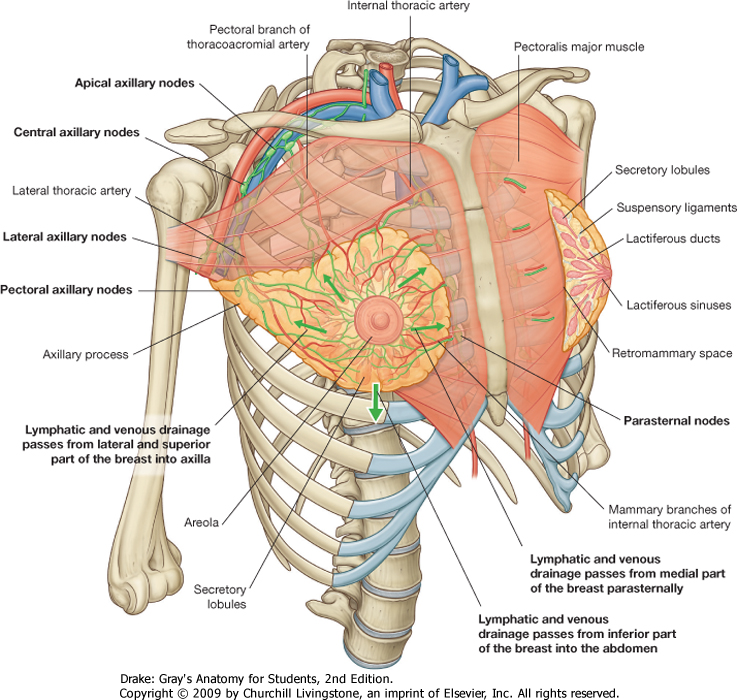 Internal thoracic artery
Pectoral branch of
thoracoacromial artery
Pectoralis major muscle
Apical axillary nodes
Central axillary nodes
Secretory lobules
Lateral thoracic artery
Suspensory ligaments
Lateral axillary nodes
Lactiferous ducts
Pectoral axillary nodes
Lactiferous sinuses
Axillary process
Retromammary space
Lymphatic and venous drainage
passes from lateral and superior
part of the breast into axilla
Parasternal nodes
Areola
Mammary branches of
internal thoracic artery
Secretory
lobules
Lymphatic and venous
drainage passes from medial part
of the breast parasternally
Lymphatic and venous
drainage passes from inferior part
of the breast into the abdomen
Drake: Gray's Anatomy for Students, 2nd Edition.
Copyright © 2009 by Churchill Livingstone, an imprint of Elsevier, Inc. All rights reserved.